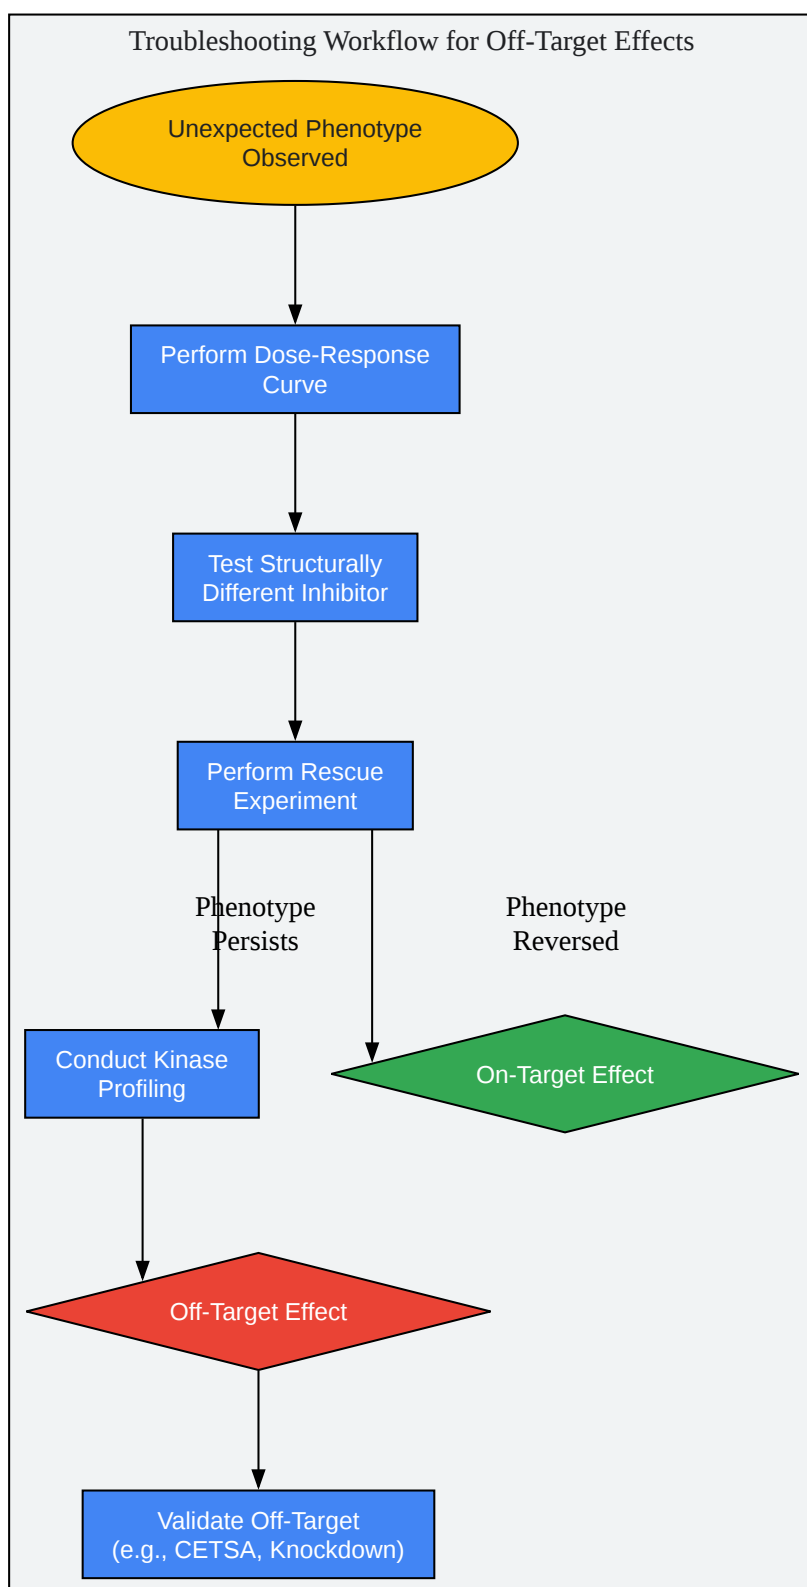 Troubleshooting Workflow for Off-Target Effects
Unexpected Phenotype
Observed
Perform Dose-Response
Curve
Test Structurally
Different Inhibitor
Perform Rescue
Experiment
Phenotype
Persists
Phenotype
Reversed
Conduct Kinase
Profiling
On-Target Effect
Off-Target Effect
Validate Off-Target
(e.g., CETSA, Knockdown)